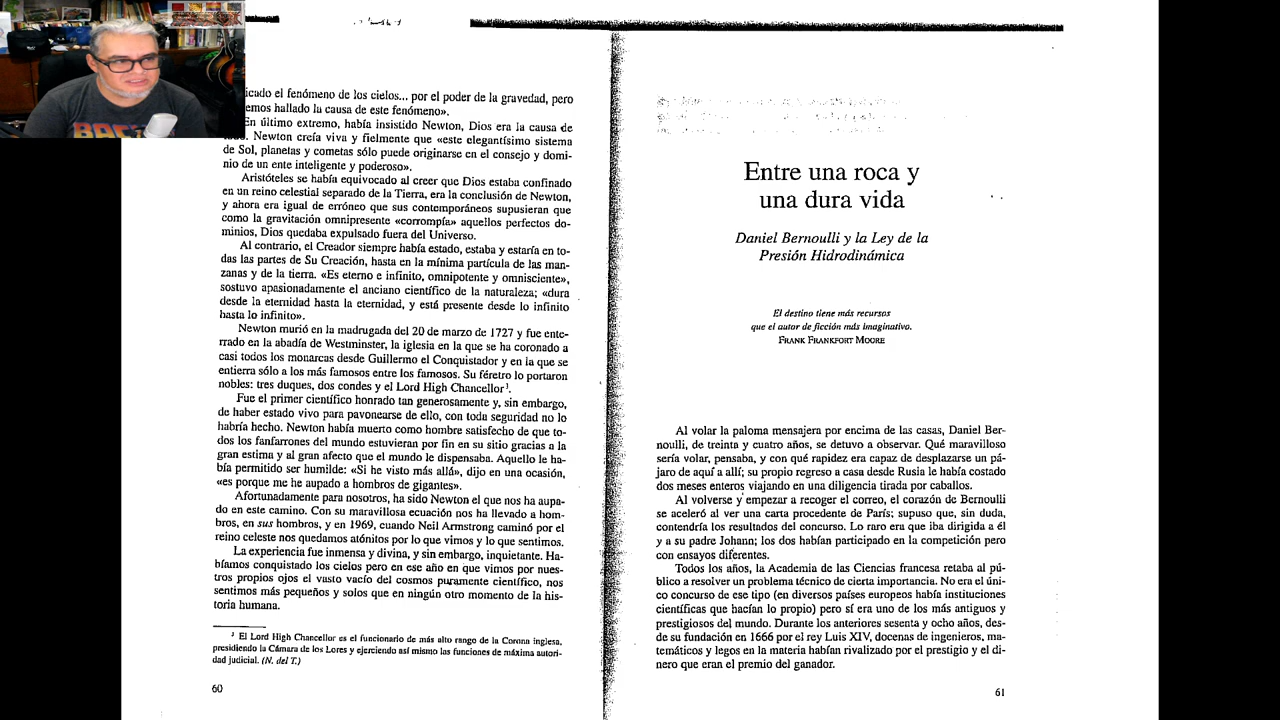 icado el fenómeno de los cielos... por el poder de la gravedad, pero
emos hallado la causa de este fenómeno».
En último extremo, había insistido Newton, Dios era la causa de
todo. Newton creía viva y fielmente que «este elegantísimo sistema
de Sol, planetas y cometas sólo puede originarse en el consejo y domi-
nio de un ente inteligente y poderoso».
Aristóteles se había equivocado al creer que Dios estaba confinado
en un reino celestial separado de la Tierra, era la conclusión de Newton,
y ahora era igual de erróneo que sus contemporáneos supusieran que
como la gravitación omnipresente «corrompía» aquellos perfectos do-
minios, Dios quedaba expulsado fuera del Universo.
Al contrario, el Creador siempre había estado, estaba y estaría en to-
das las partes de Su Creación, hasta en la mínima partícula de las man-
zanas y de la tierra. «Es eterno e infinito, omnipotente y omnisciente»,
sostuvo apasionadamente el anciano científico de la naturaleza; «dura
desde la eternidad hasta la eternidad, y está presente desde lo infinito
hasta lo infinito».
Newton murió en la madrugada del 20 de marzo de 1727 y fue ente-
rrado en la abadía de Westminster, la iglesia en la que se ha coronado a
casi todos los monarcas desde Guillermo el Conquistador y en la que se
entierra sólo a los más famosos entre los famosos. Su féretro lo portaron
nobles: tres duques, dos condes y el Lord High Chancellor³.
Fue el primer científico honrado tan generosamente y, sin embargo,
de haber estado vivo para pavonearse de ello, con toda seguridad no lo
habría hecho. Newton había muerto como hombre satisfecho de que to-
dos los fanfarrones del mundo estuvieran por fin en su sitio gracias a la
gran estima y al gran afecto que el mundo le dispensaba. Aquello le ha-
bía permitido ser humilde: «Si he visto más allá», dijo en una ocasión,
«es porque me he aupado a hombros de gigantes».
Afortunadamente para nosotros, ha sido Newton el que nos ha aupa-
do en este camino. Con su maravillosa ecuación nos ha llevado a hom-
bros, en sus hombros, y en 1969, cuando Neil Armstrong caminó por el
reino celeste nos quedamos atónitos por lo que vimos y lo que sentimos.
La experiencia fue inmensa y divina, y sin embargo, inquietante. Ha-
bíamos conquistado los cielos pero en ese año en que vimos por nues-
tros propios ojos el vasto vacío del cosmos puramente científico, nos
sentimos más pequeños y solos que en ningún otro momento de la his-
toria humana.
³ El Lord High Chancellor es el funcionario de más alto rango de la Corona inglesa,
presidiendo la Cámara de los Lores y ejerciendo así mismo las funciones de máxima autori-
dad judicial. (N. del T.)
60
Entre una roca y
una dura vida
Daniel Bernoulli y la Ley de la
Presión Hidrodinámica
El destino tiene más recursos
que el autor de ficción más imaginativo.
FRANK FRANKFORT MOORE
Al volar la paloma mensajera por encima de las casas, Daniel Ber-
noulli, de treinta y cuatro años, se detuvo a observar. Qué maravilloso
sería volar, pensaba, y con qué rapidez era capaz de desplazarse un pá-
jaro de aquí a allí; su propio regreso a casa desde Rusia le había costado
dos meses enteros viajando en una diligencia tirada por caballos.
Al volverse y empezar a recoger el correo, el corazón de Bernoulli
se aceleró al ver una carta procedente de París; supuso que, sin duda,
contendría los resultados del concurso. Lo raro era que iba dirigida a él
y a su padre Johann; los dos habían participado en la competición pero
con ensayos diferentes.
Todos los años, la Academia de las Ciencias francesa retaba al pú-
blico a resolver un problema técnico de cierta importancia. No era el úni-
co concurso de ese tipo (en diversos países europeos había instituciones
científicas que hacían lo propio) pero sí era uno de los más antiguos y
prestigiosos del mundo. Durante los anteriores sesenta y ocho años, des-
de su fundación en 1666 por el rey Luis XIV, docenas de ingenieros, ma-
temáticos y legos en la materia habían rivalizado por el prestigio y el di-
nero que eran el premio del ganador.
61